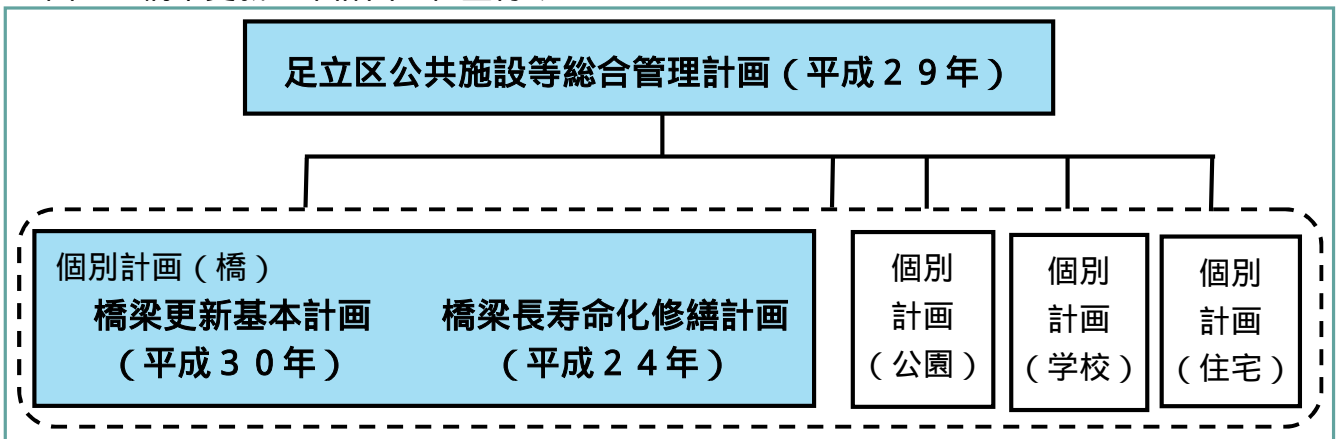 足立区公共施設等総合管理計画(平成29年)
個別計画(橋)
橋梁更新基本計画
(平成30年)
橋梁長寿命化修繕計画
(平成24年)
個別
計画
(公園)
個別
計画
(学校)
個別
計画
(住宅)